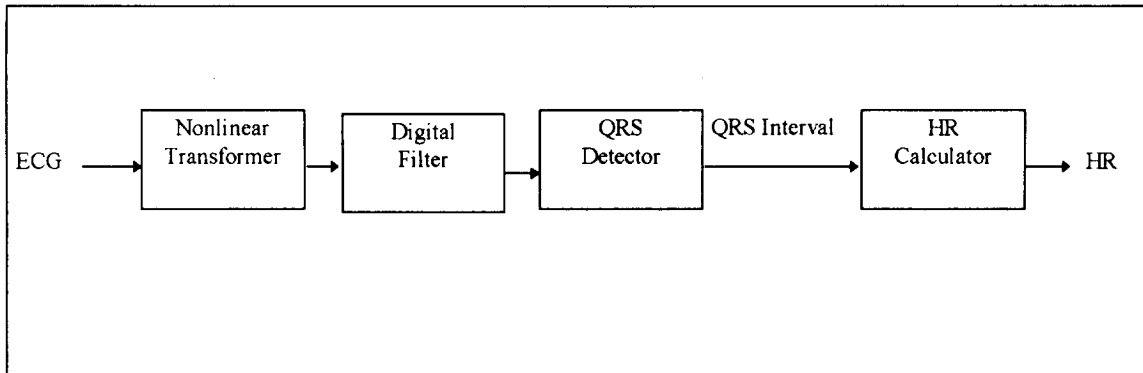 ECG
Nonlinear
Transformer
Digital
Filter
QRS
Detector
QRS Interval
HR
Calculator
HR